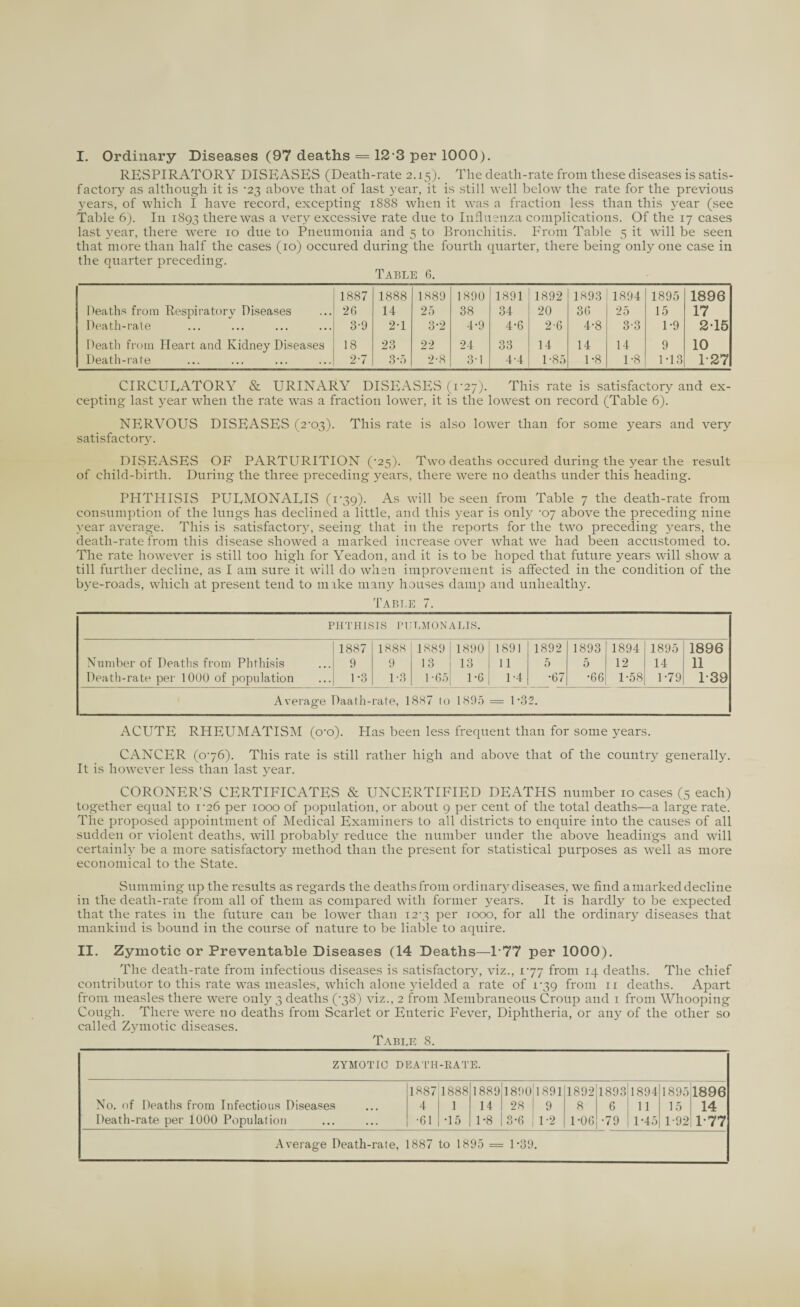 I. Ordinary Diseases (97 deaths = 12·3 per 1000).
RESPIRATORY DISEASES (Death-rate 2.15). The death-rate from these diseases is satis-
factory as although it is ·23 above that of last year, it is still well below the rate for the previous
years, of which I have record, excepting 1888 when it was a fraction less than this year (see
Table 6). In 1893 there was a very excessive rate due to Influenza complications. Of the 17 cases
last year, there were 10 due to Pneumonia and 5 to Bronchitis. From Table 5 it will be seen
that more than half the cases (10) occured during the fourth quarter, there being only one case in
the quarter preceding.
TABLE 6.
1887 1888 1889 1890 1891 1892 1893 1894 1895 1896
Deaths from Respiratory Diseases ... 26 14 25 38 34 20 36 25 15 17
Death-rate ... ... ... ... 3·9 2·1 3·2 4·9 4·6 2·6 4·8 3·3 1·9 2·15
Death from Heart and Kidney Diseases 18 23 22 24 33 14 14 14 9 10
Death-rate ... ... ... ... 2·7 3·5 2·8 3·1 4·4 1·85 1·8 1·8 1·13 1·27
CIRCULATORY & URINARY DISEASES (1·27). This rate is satisfactory and ex-
cepting last year when the rate was a fraction lower, it is the lowest on record (Table 6).
NERVOUS DISEASES (2·03). This rate is also lower than for some years and very
satisfactory.
DISEASES OF PARTURITION (·25). Two deaths occured during the year the result
of child-birth. During the three preceding years, there were no deaths under this heading.
PHTHISIS PULMONALIS (1·39). As will be seen from Table 7 the death-rate from
consumption of the lungs has declined a little, and this year is only ·07 above the preceding nine
year average. This is satisfactory, seeing that in the reports for the two preceding years, the
death-rate from this disease showed a marked increase over what we had been accustomed to.
The rate however is still too high for Yeadon, and it is to be hoped that future years will show a
till further decline, as I am sure it will do when improvement is affected in the condition of the
bye-roads, which at present tend to make many houses damp and unhealthy.
TABLE 7.
PHTHISIS PULMONALIS.
1887 1888 1889 1890 1891 1892 1893 1894 1895 1896
Number of Deaths from Phthisis ... 9 9 13 13 11 5 5 12 14 11
Death-rate per 1000 of population ... 1·3 1·3 1·65 1·6 1·4 ·67 ·66 1·58 1·79 1·39
Average Daath-rate, 1887 to 1895 = 1·32.
ACUTE RHEUMATISM (0·0). Has been less frequent than for some years.
CANCER (0·76). This rate is still rather high and above that of the country generally.
It is however less than last year.
CORONER'S CERTIFICATES & UNCERTIFIED DEATHS number 10 cases (5 each)
together equal to 1·26 per 1000 of population, or about 9 per cent of the total deaths—a large rate.
The proposed appointment of Medical Examiners to all districts to enquire into the causes of all
sudden or violent deaths, will probably reduce the number under the above headings and will
certainly be a more satisfactory method than the present for statistical purposes as well as more
economical to the State.
Summing up the results as regards the deaths from ordinary diseases, we find a marked decline
in the death-rate from all of them as compared with former years. It is hardly to be expected
that the rates in the future can be lower than 12·3 per 1000, for all the ordinary diseases that
mankind is bound in the course of nature to be liable to aquire.
II. Zymotic or Preventable Diseases (14 Deaths—1·77 per 1000).
The death-rate from infectious diseases is satisfactory, viz., 1·77 from 14 deaths. The chief
contributor to this rate was measles, which alone yielded a rate of 1·39 from 11 deaths. Apart
from measles there were only 3 deaths (·38) viz., 2 from Membraneous Croup and 1 from Whooping
Cough. There were no deaths from Scarlet or Enteric Fever, Diphtheria, or any of the other so
called Zymotic diseases.
TABLE 8.
ZYMOTIC DEATH-RATE.
1887 1888 1889 1890 1891 1892 1893 1894 1895 1896
No. of Deaths from Infectious Diseases ... 4 1 14 28 9 8 6 11 15 14
Death-rate per 1000 Population ... ... ·61 ·15 1·8 3·6 1·2 1·06 ·79 1·45 1·92 1·77
Average Death-rate, 1887 to 1895 = 1·39.